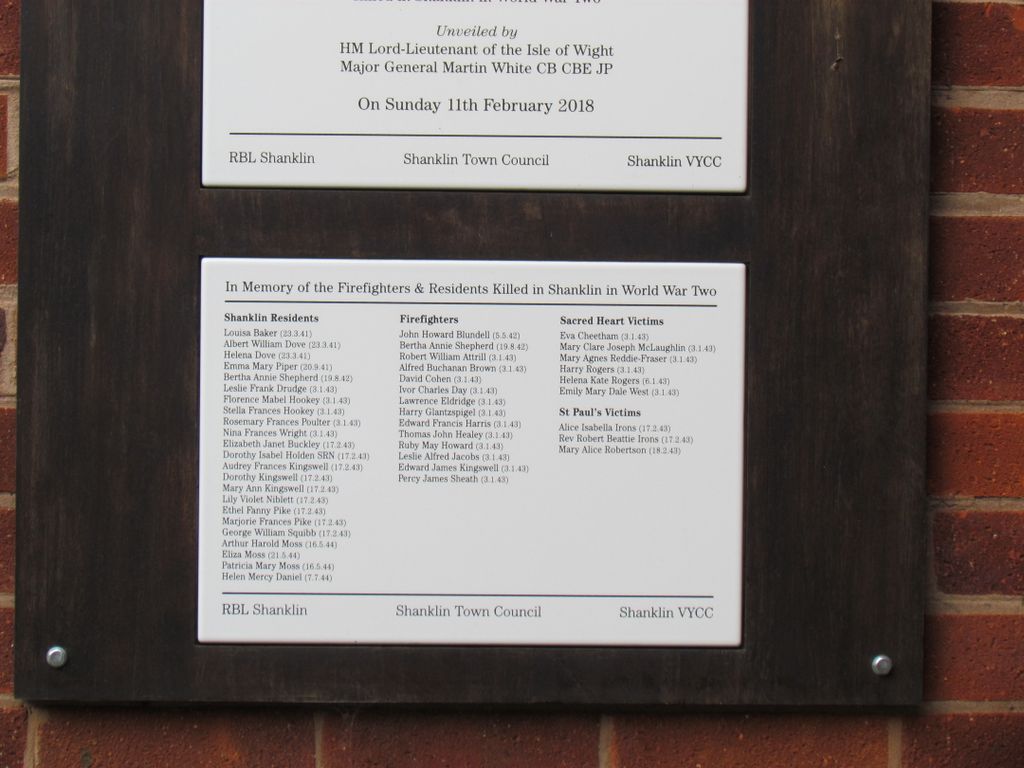 Unveiled by
HM Lord-Lieutenant of the Isle of Wight
Major General Martin White CB CBE JP
On Sunday 11th February 2018
RBL Shanklin Shanklin Town Council Shanklin VYCC
In Memory of the Firefighters & Residents Killed in Shanklin in World War Two
Shanklin Residents
Louisa Baker (23.3.41)
Albert William Dove (23.3.41)
Helena Dove (23.3.41)
Emma Mary Piper (20.9.41)
Bertha Annie Shepherd (19.8.42)
Leslie Frank Drudge (3.1.43)
Florence Mabel Hookey (3.1.43)
Stella Frances Hookey (3.1.43)
Rosemary Frances Poulter (3.1.43)
Nina Frances Wright (3.1.43)
Elizabeth Janet Buckley (17.2.43)
Dorothy Isabel Holden SRN (17.2.43)
Audrey Frances Kingswell (17.2.43)
Dorothy Kingswell (17.2.43)
Mary Ann Kingswell (17.2.43)
Lily Violet Niblett (17.2.43)
Ethel Fanny Pike (17.2.43)
Marjorie Frances Pike (17.2.43)
George William Squibb (17.2.43)
Arthur Harold Moss (16.5.44)
Eliza Moss (21.5.44)
Patricia Mary Moss (16.5.44)
Helen Mercy Daniel (7.7.44)
Firefighters
John Howard Blundell (5.5.42)
Bertha Annie Shepherd (19.8.42)
Robert William Attrill (3.1.43)
Alfred Buchanan Brown (3.1.43)
David Cohen (3.1.43)
Ivor Charles Day (3.1.43)
Lawrence Eldridge (3.1.43)
Harry Glantzspigel (3.1.43)
Edward Francis Harris (3.1.43)
Thomas John Healey (3.1.43)
Ruby May Howard (3.1.43)
Leslie Alfred Jacobs (3.1.43)
Edward James Kingswell (3.1.43)
Percy James Sheath (3.1.43)
Sacred Heart Victims
Eva Cheetham (3.1.43)
Mary Clare Joseph McLaughlin (3.1.43)
Mary Agnes Reddie-Fraser (3.1.43)
Harry Rogers (3.1.43)
Helena Kate Rogers (6.1.43)
Emily Mary Dale West (3.1.43)
St Paul's Victims
Alice Isabella Irons (17.2.43)
Rev Robert Beattie Irons (17.2.43)
Mary Alice Robertson (18.2.43)
RBL Shanklin Shanklin Town Council Shanklin VYCC